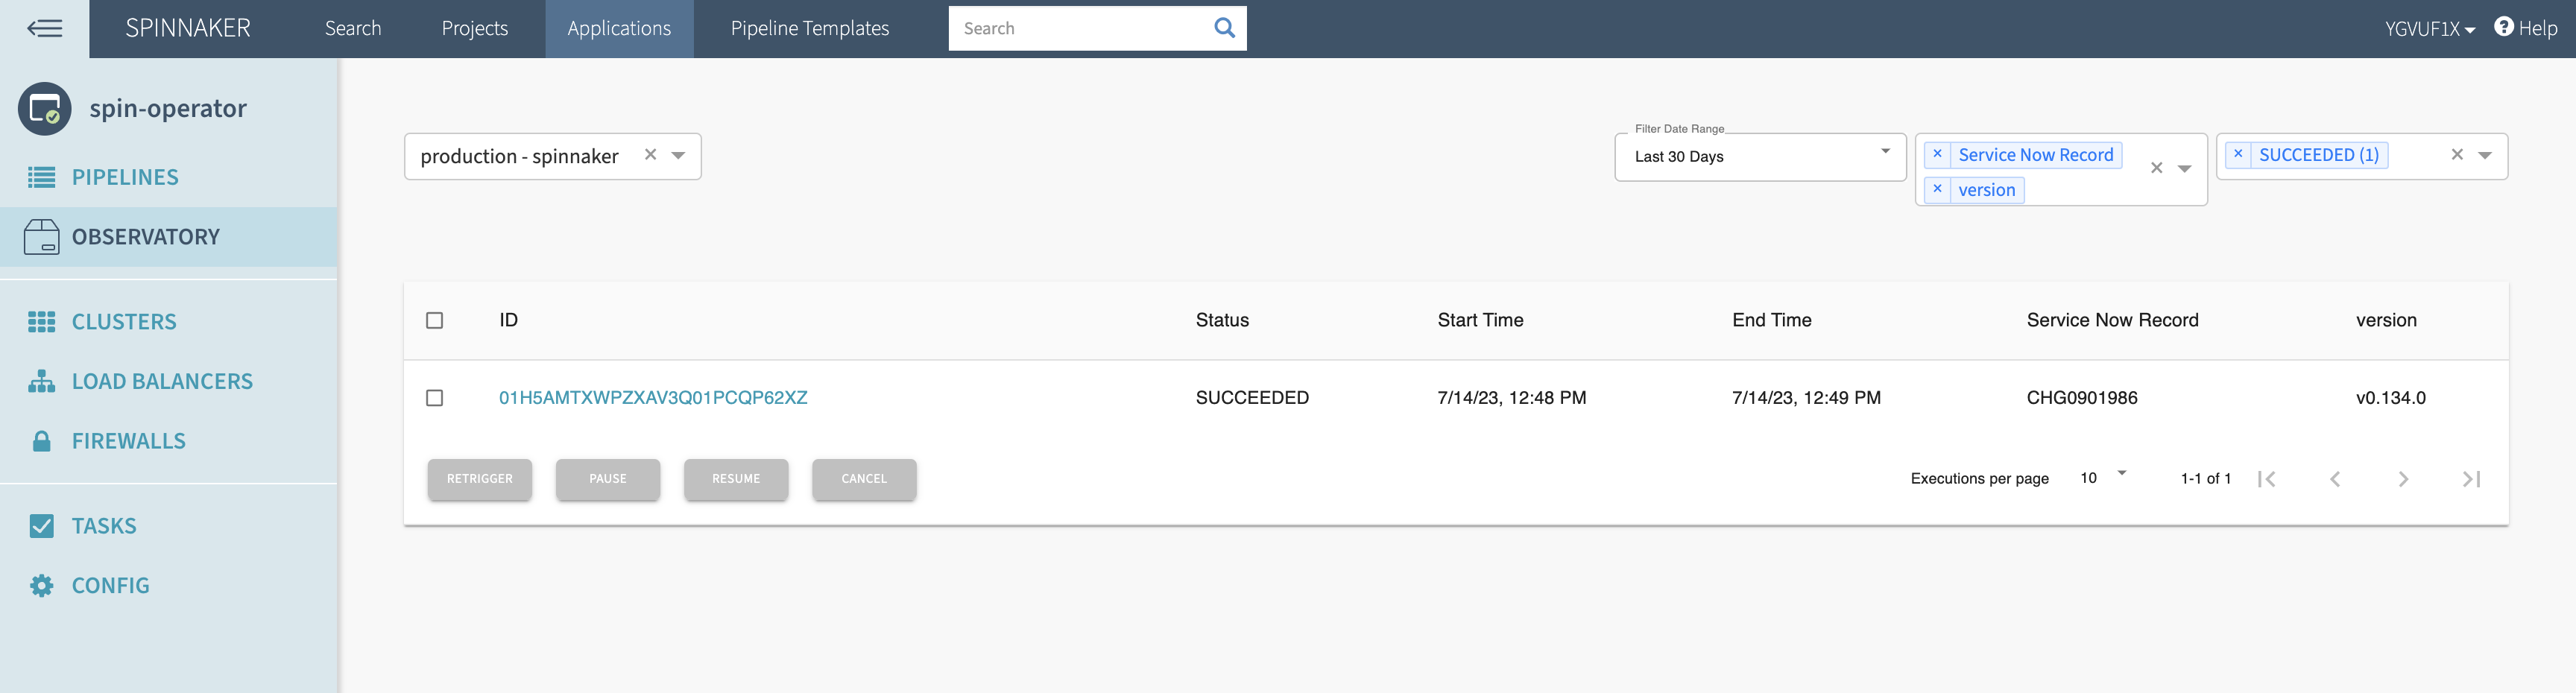 SPINNAKER Search Projects Applications Pipeline Templates Search YGVUF1X Help
spin-operator
PIPELINES
OBSERVATORY
CLUSTERS
LOAD BALANCERS
FIREWALLS
TASKS
CONFIG
production - spinnaker
Filter Date Range
Last 30 Days
× Service Now Record
× version
× SUCCEEDED (1)
ID Status Start Time End Time Service Now Record version
01H5AMTXWPZXAV3Q01PCQP62XZ SUCCEEDED 7/14/23, 12:48 PM 7/14/23, 12:49 PM CHG0901986 v0.134.0
RETRIGGER PAUSE RESUME CANCEL Executions per page 10 1-1 of 1